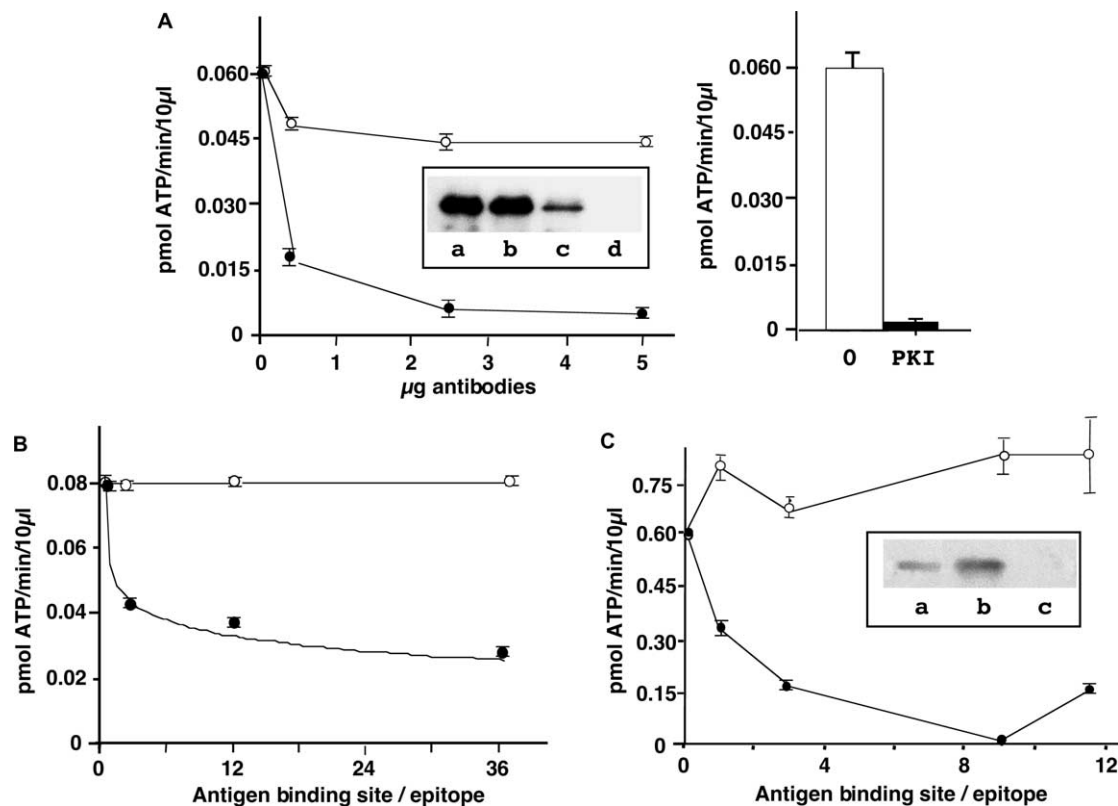 A
pmol ATP/min/10µl
0.060
0.045
0.030
0.015
0
a b c d
0 1 2 3 4 5
µg antibodies
pmol ATP/min/10µl
0.060
0.045
0.030
0.015
0
0 PKI
B
pmol ATP/min/10µl
0.08
0.06
0.04
0.02
0
0 12 24 36
Antigen binding site / epitope
C
pmol ATP/min/10µl
0.75
0.60
0.45
0.30
0.15
0
a b c
0 4 8 12
Antigen binding site / epitope